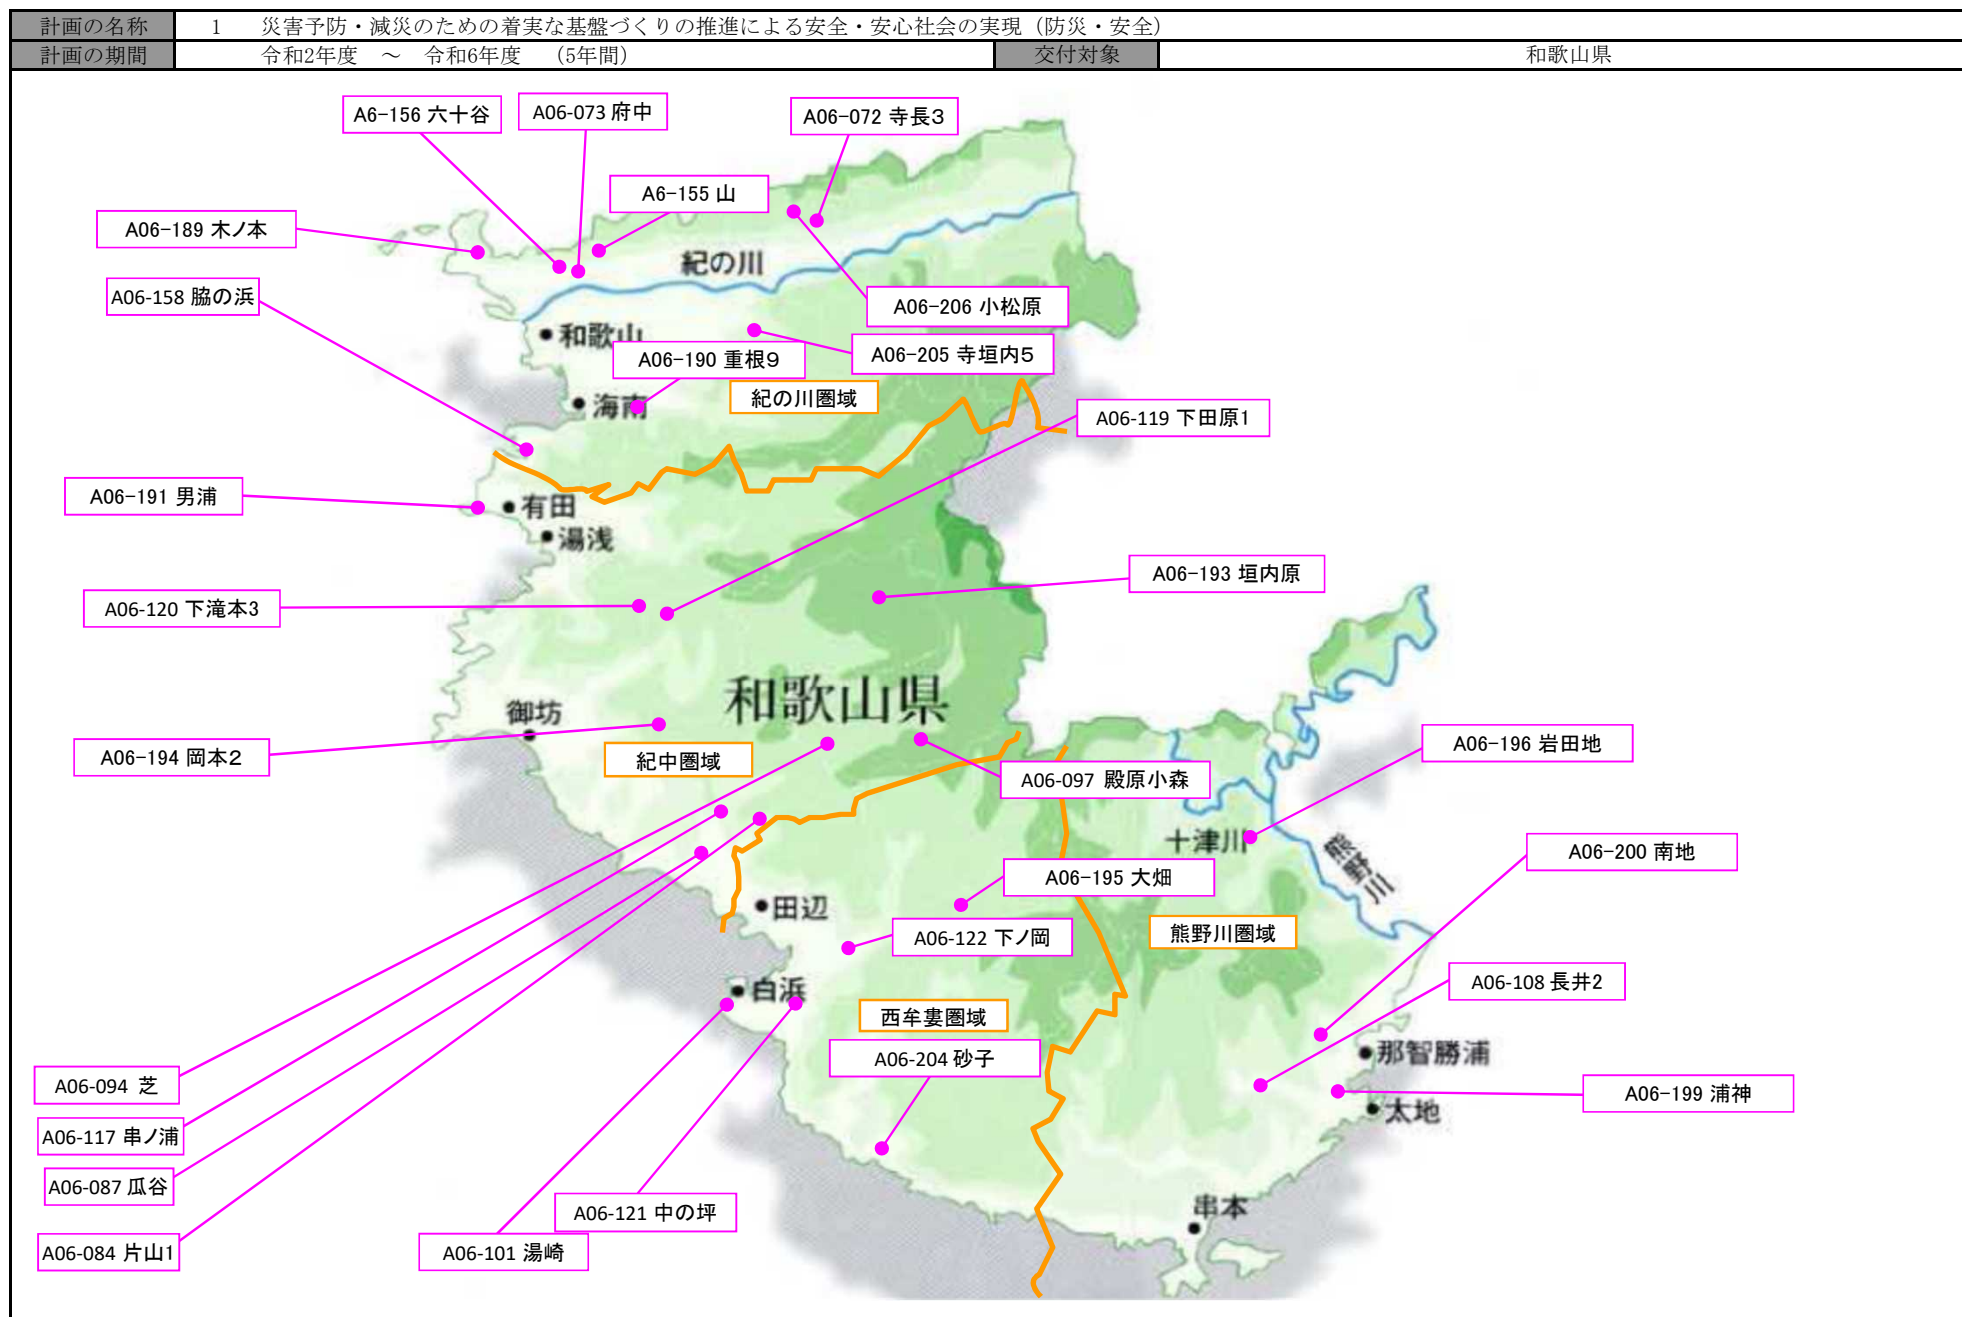 計画の名称 1 災害予防・減災のための着実な基盤づくりの推進による安全・安心社会の実現（防災・安全）
計画の期間 令和2年度 ～ 令和6年度 （5年間） 交付対象 和歌山県
A6-156 六十谷
A06-073 府中
A06-072 寺長3
A6-155 山
A06-189 木ノ本
紀の川
A06-158 脇の浜
A06-206 小松原
和歌山
A06-190 重根9
A06-205 寺垣内5
紀の川圏域
海南
A06-119 下田原1
A06-191 男浦
有田
湯浅
A06-193 垣内原
A06-120 下滝本3
和歌山県
御坊
A06-194 岡本2
紀中圏域
A06-097 殿原小森
A06-196 岩田地
十津川
熊野川
A06-200 南地
A06-195 大畑
田辺
A06-122 下ノ岡
熊野川圏域
A06-108 長井2
白浜
西牟婁圏域
A06-204 砂子
那智勝浦
A06-199 浦神
太地
A06-094 芝
A06-117 串ノ浦
A06-087 瓜谷
A06-084 片山1
A06-121 中の坪
A06-101 湯崎
串本